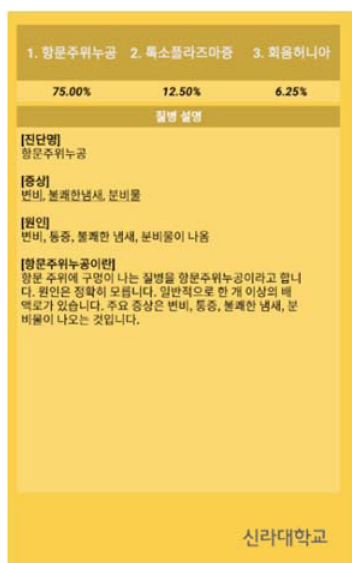 1. 항문주위누공 2. 톡소플라즈마증 3. 회음허니아
75.00% 12.50% 6.25%
질병 설명
[진단명]
항문주위누공
[증상]
변비, 불쾌한냄새, 분비물
[원인]
변비, 통증, 불쾌한 냄새, 분비물이 나옴
[항문주위누공이란]
항문 주위에 구멍이 나는 질병을 항문주위누공이라고 합니
다. 원인은 정확히 모릅니다. 일반적으로 한 개 이상의 배
액로가 있습니다. 주요 증상은 변비, 통증, 불쾌한 냄새, 분
비물이 나오는 것입니다.
신라대학교